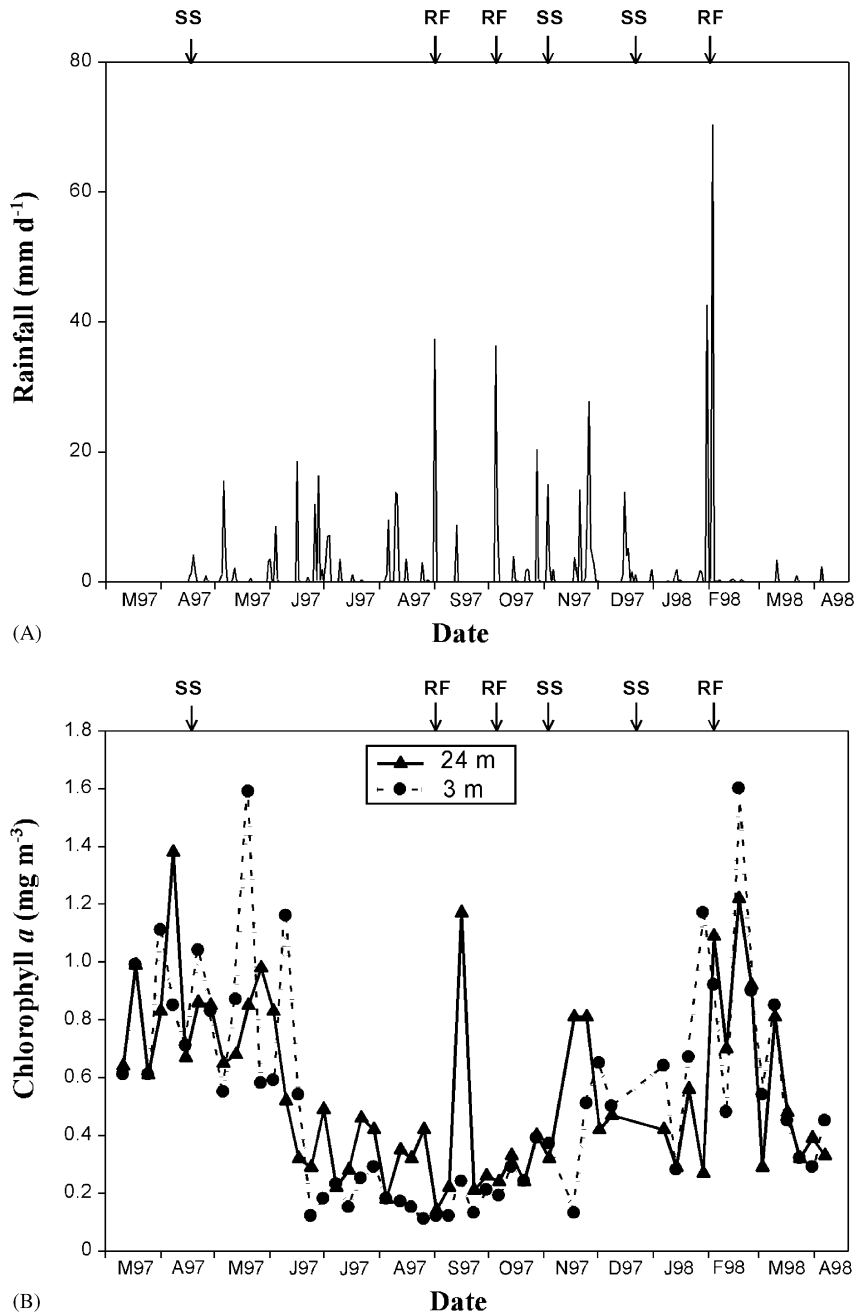 SS RF RF SS SS RF
80
60
40
20
0
Rainfall (mm d-1)
M97 A97 M97 J97 J97 A97 S97 O97 N97 D97 J98 F98 M98 A98
(A)
Date
SS RF RF SS SS RF
1.8
1.6
1.4
1.2
1.0
0.8
0.6
0.4
0.2
0
24 m
3 m
Chlorophyll a (mg m-3)
M97 A97 M97 J97 J97 A97 S97 O97 N97 D97 J98 F98 M98 A98
(B)
Date